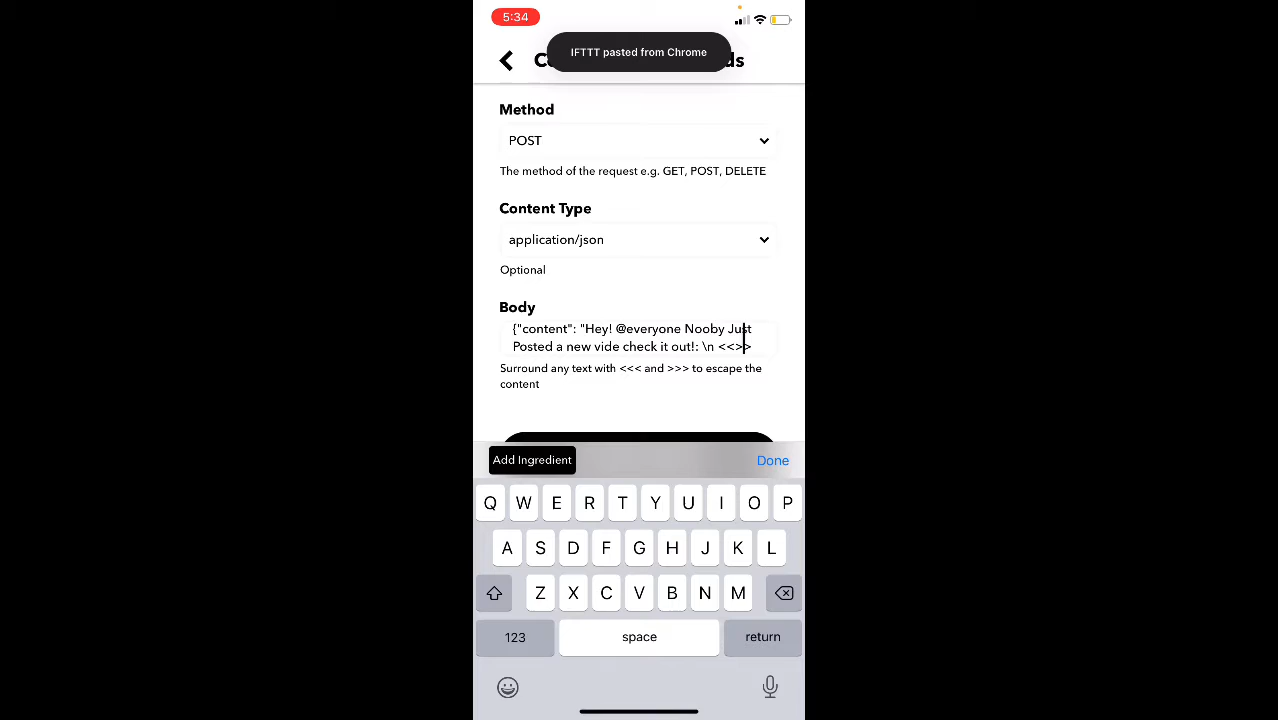 5:34
IFTTT pasted from Chrome
ds
Method
POST
The method of the request e.g. GET, POST, DELETE
Content Type
application/json
Optional
Body
{"content": "Hey! @everyone Nooby Just
Posted a new vide check it out!: \n <<>>
Surround any text with <<< and >>> to escape the
content
Add Ingredient
Done
Q W E R T Y U I O P
A S D F G H J K L
Z X C V B N M
123 space return